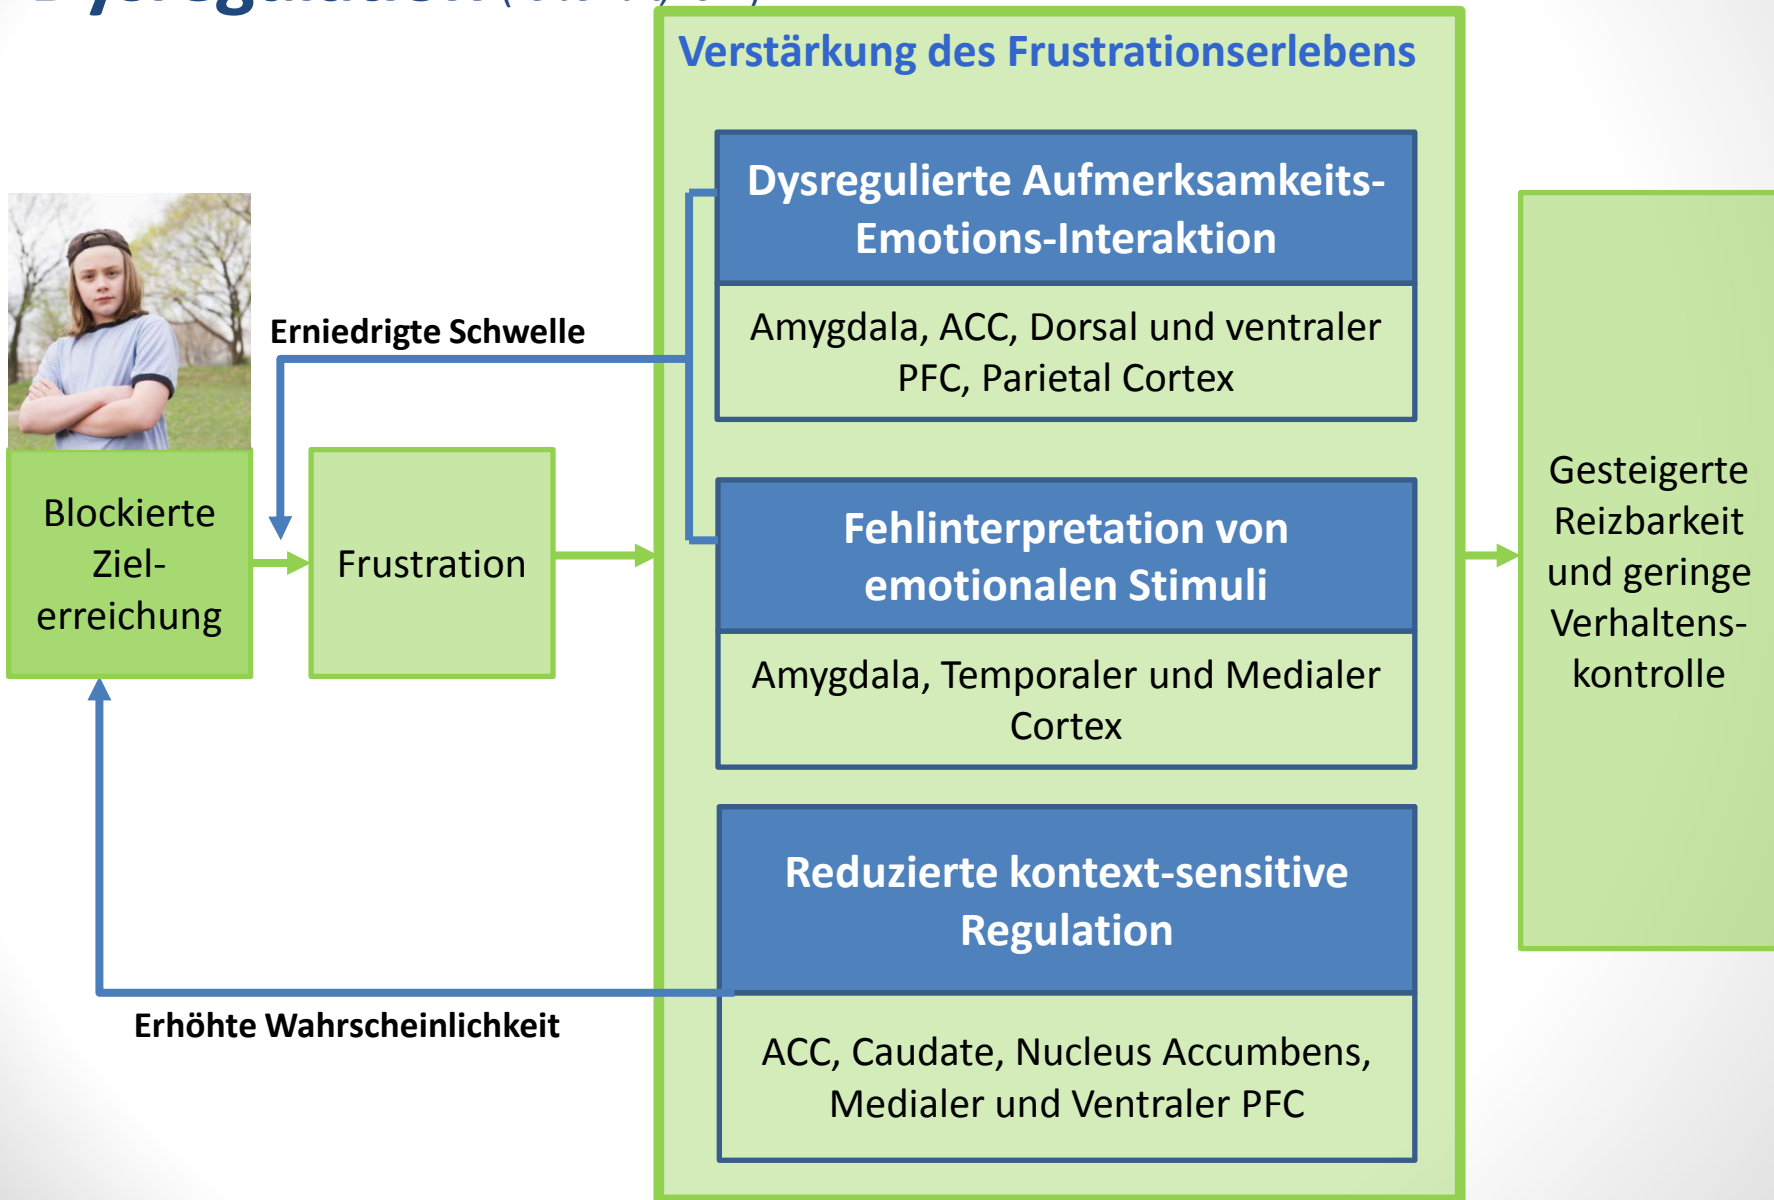 Dysregulation
Verstärkung des Frustrationserlebens
Dysregulierte Aufmerksamkeits-
Emotions-Interaktion
Amygdala, ACC, Dorsal und ventraler
PFC, Parietal Cortex
Erniedrigte Schwelle
Blockierte
Ziel-
erreichung
Frustration
Fehlinterpretation von
emotionalen Stimuli
Amygdala, Temporaler und Medialer
Cortex
Gesteigerte
Reizbarkeit
und geringe
Verhaltens-
kontrolle
Reduzierte kontext-sensitive
Regulation
ACC, Caudate, Nucleus Accumbens,
Medialer und Ventraler PFC
Erhöhte Wahrscheinlichkeit